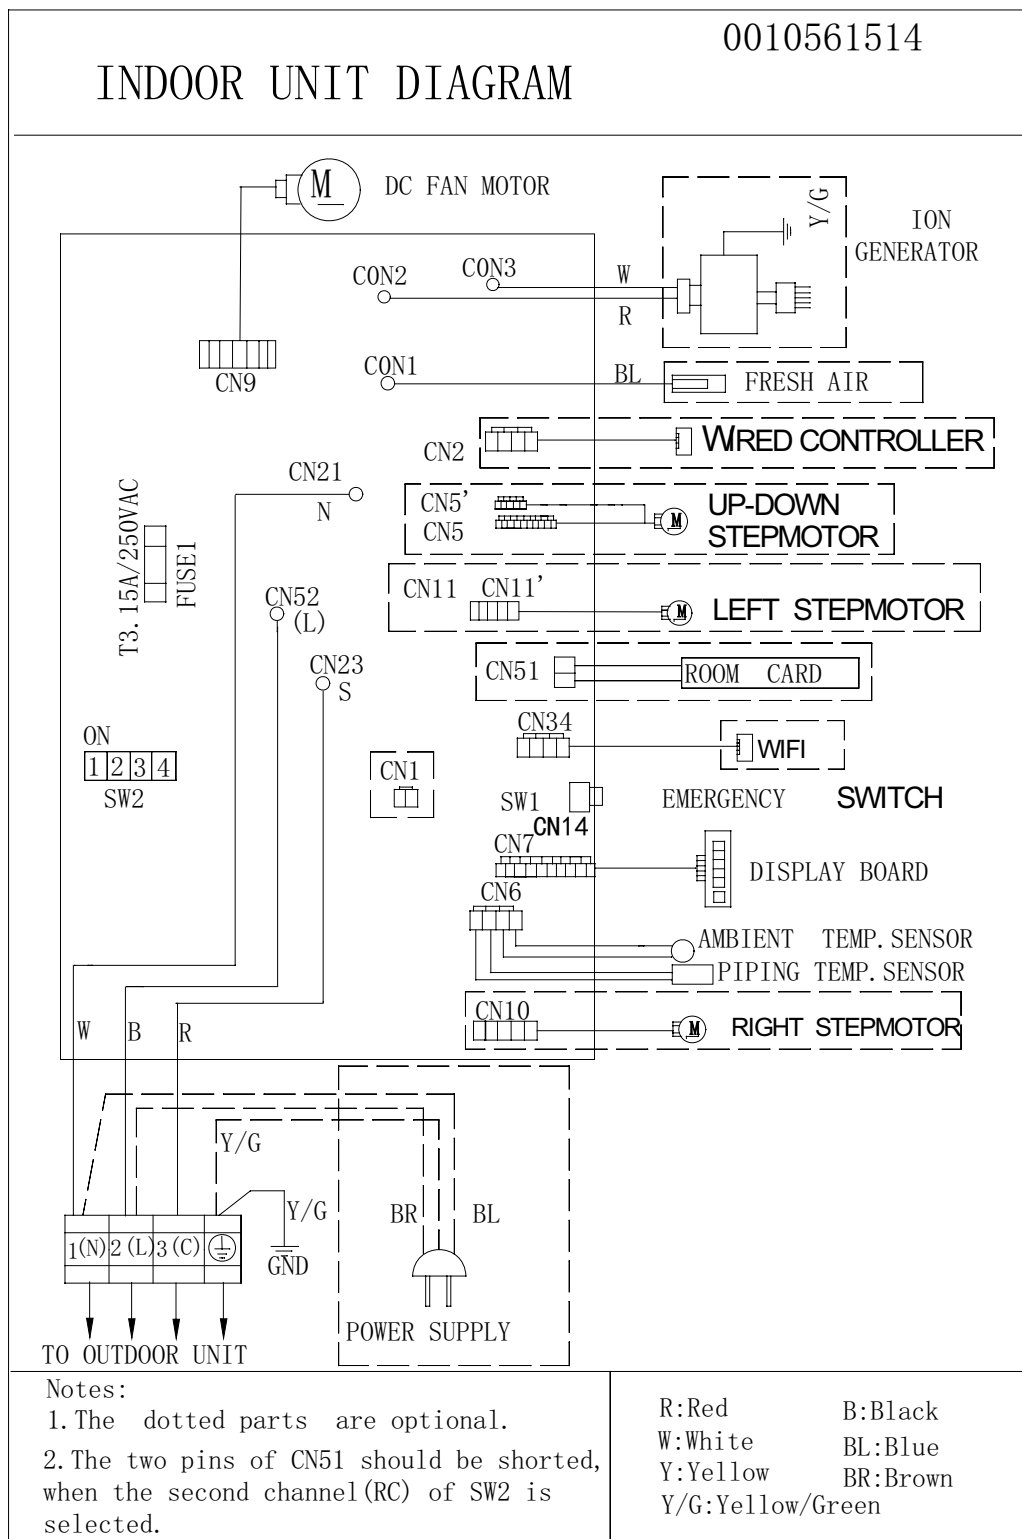 0010561514
INDOOR UNIT DIAGRAM
M
DC FAN MOTOR
Y/G
ION
GENERATOR
CON2
CON3
W
R
CN9
CON1
BL
FRESH AIR
CN2
WIRED CONTROLLER
CN21
N
CN5'
CN5
M
UP-DOWN
STEPMOTOR
T3.15A/250VAC
FUSE1
CN52
(L)
CN11
CN11'
M
LEFT STEPMOTOR
CN23
S
CN51
ROOM CARD
ON
1 2 3 4
SW2
CN1
CN34
WIFI
SW1
EMERGENCY SWITCH
CN14
CN7
DISPLAY BOARD
CN6
AMBIENT TEMP.SENSOR
PIPING TEMP.SENSOR
CN10
M
RIGHT STEPMOTOR
W
B
R
Y/G
Y/G
BR
BL
1(N) 2(L) 3(C)
GND
POWER SUPPLY
TO OUTDOOR UNIT
Notes:
1.The dotted parts are optional.
2.The two pins of CN51 should be shorted,
when the second channel(RC) of SW2 is
selected.
R:Red B:Black
W:White BL:Blue
Y:Yellow BR:Brown
Y/G:Yellow/Green